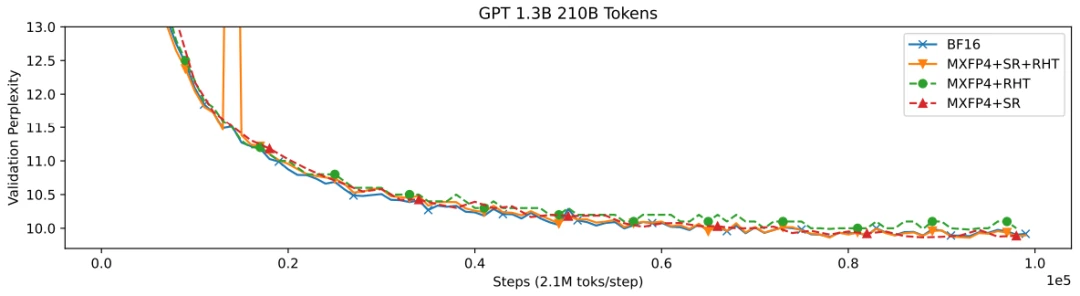 GPT 1.3B 210B Tokens
Validation Perplexity
13.0
12.5
12.0
11.5
11.0
10.5
10.0
BF16
MXFP4+SR+RHT
MXFP4+RHT
MXFP4+SR
0.0 0.2 0.4 0.6 0.8 1.0
1e5
Steps (2.1M toks/step)